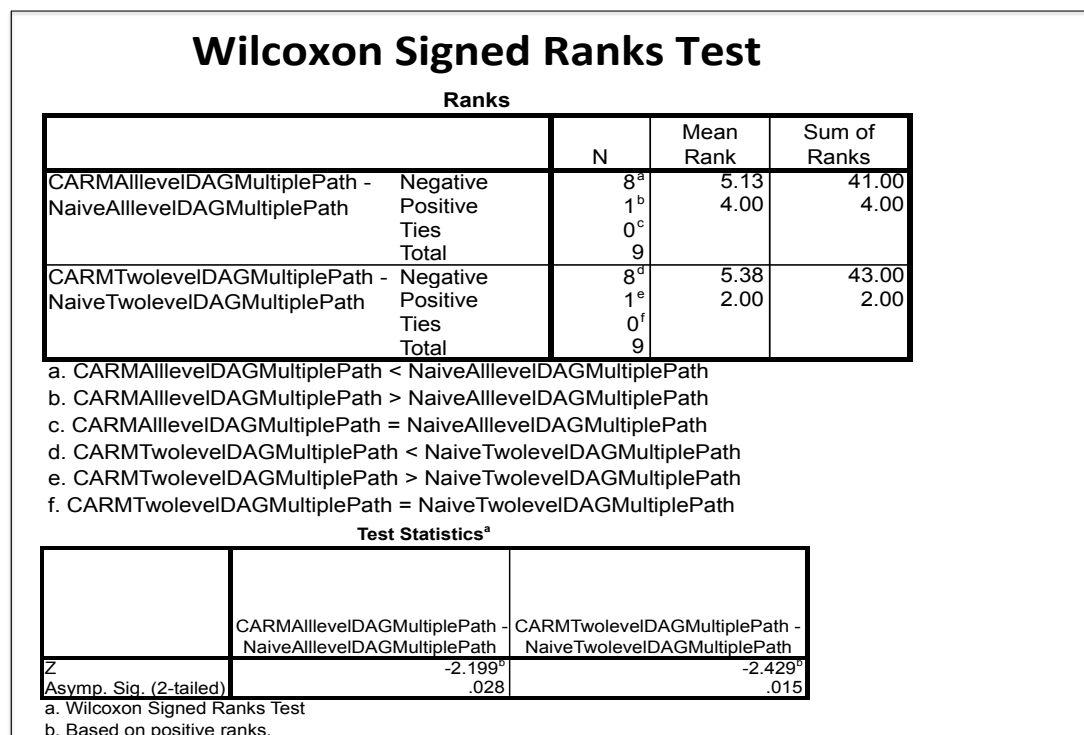 Wilcoxon Signed Ranks Test
Ranks
N Mean Rank Sum of Ranks
CARMAlllevelDAGMultiplePath - NaiveAlllevelDAGMultiplePath Negative 8a 5.13 41.00
Positive 1b 4.00 4.00
Ties 0c
Total 9
CARMTwolevelDAGMultiplePath - NaiveTwolevelDAGMultiplePath Negative 8d 5.38 43.00
Positive 1e 2.00 2.00
Ties 0f
Total 9
a. CARMAlllevelDAGMultiplePath < NaiveAlllevelDAGMultiplePath
b. CARMAlllevelDAGMultiplePath > NaiveAlllevelDAGMultiplePath
c. CARMAlllevelDAGMultiplePath = NaiveAlllevelDAGMultiplePath
d. CARMTwolevelDAGMultiplePath < NaiveTwolevelDAGMultiplePath
e. CARMTwolevelDAGMultiplePath > NaiveTwolevelDAGMultiplePath
f. CARMTwolevelDAGMultiplePath = NaiveTwolevelDAGMultiplePath
Test Statisticsa
CARMAlllevelDAGMultiplePath - CARMTwolevelDAGMultiplePath -
NaiveAlllevelDAGMultiplePath NaiveTwolevelDAGMultiplePath
Z -2.199b -2.429b
Asymp. Sig. (2-tailed) .028 .015
a. Wilcoxon Signed Ranks Test
b. Based on positive ranks.